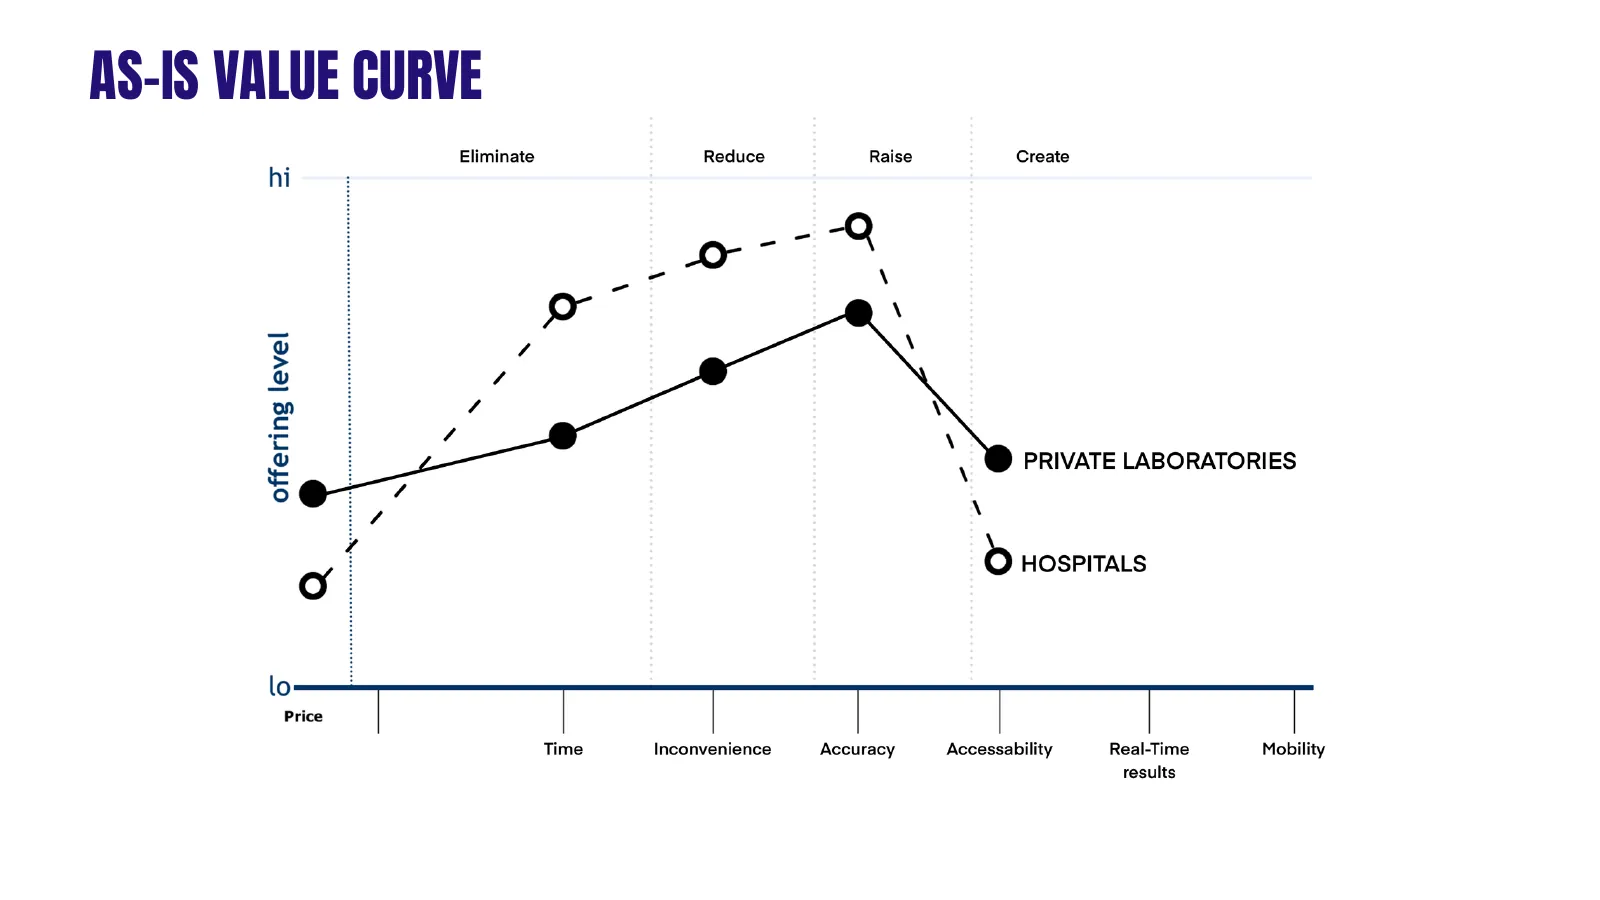 AS-IS VALUE CURVE
Eliminate
Reduce
Raise
Create
hi
offering level
PRIVATE LABORATORIES
HOSPITALS
lo
Price
Time
Inconvenience
Accuracy
Accessability
Real-Time
results
Mobility